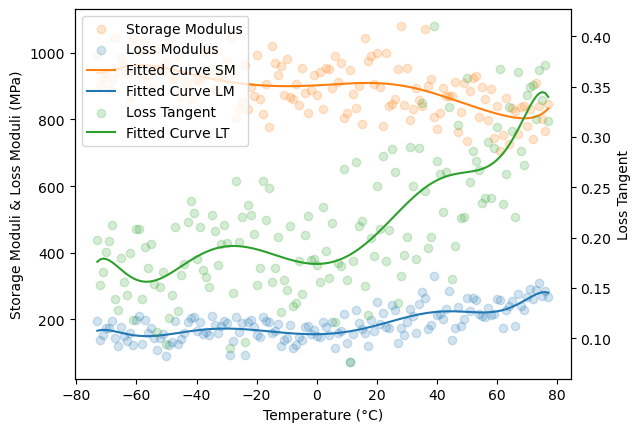 Storage Modulus
Loss Modulus
Fitted Curve SM
Fitted Curve LM
Loss Tangent
Fitted Curve LT
Storage Moduli & Loss Moduli (MPa)
1000
800
600
400
200
0.40
0.35
0.30
0.25
0.20
0.15
0.10
Loss Tangent
−80 −60 −40 −20 0 20 40 60 80
Temperature (°C)